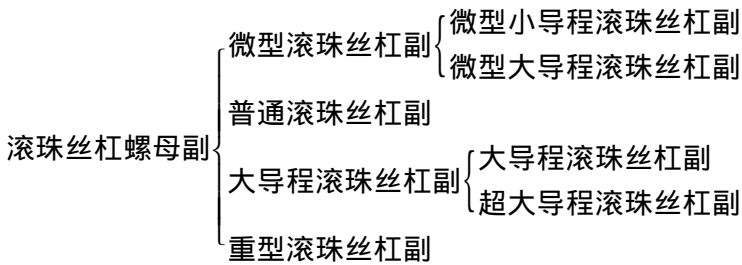 微型小导程滚珠丝杠副
微型滚珠丝杠副
微型大导程滚珠丝杠副
普通滚珠丝杠副
滚珠丝杠螺母副
大导程滚珠丝杠副
大导程滚珠丝杠副
超大导程滚珠丝杠副
重型滚珠丝杠副